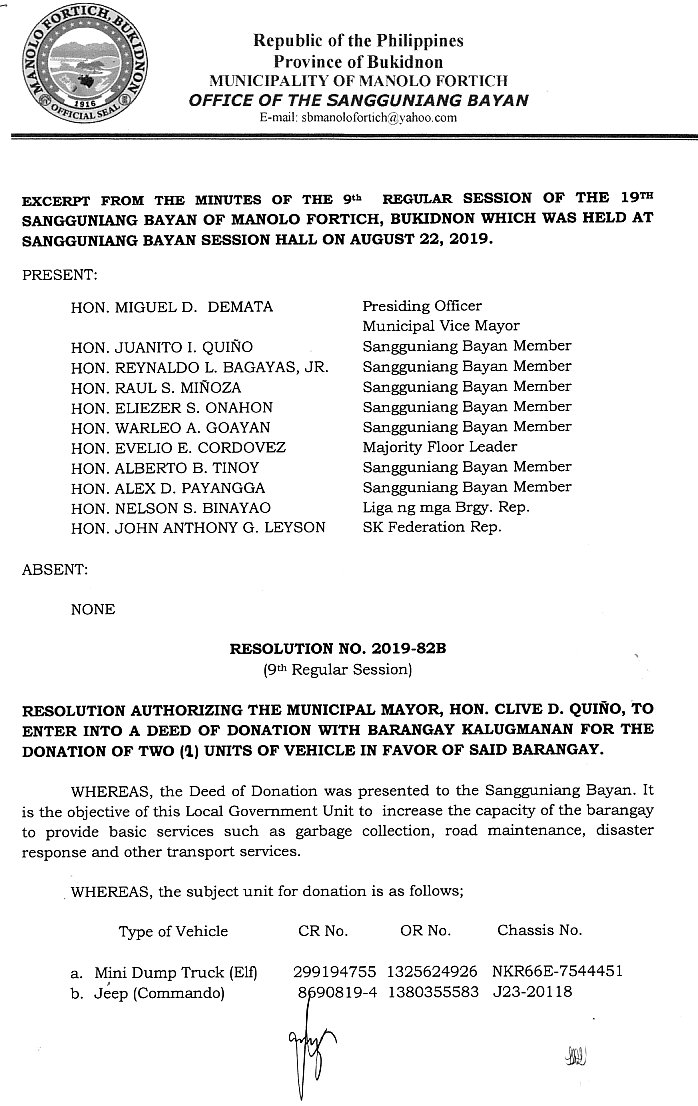 MANOLO FORTICH, BUKIDNON
1916
OFFICIAL SEAL
Republic of the Philippines
Province of Bukidnon
MUNICIPALITY OF MANOLO FORTICH
OFFICE OF THE SANGGUNIANG BAYAN
E-mail: sbmanolofortich@yahoo.com
EXCERPT FROM THE MINUTES OF THE 9th REGULAR SESSION OF THE 19TH
SANGGUNIANG BAYAN OF MANOLO FORTICH, BUKIDNON WHICH WAS HELD AT
SANGGUNIANG BAYAN SESSION HALL ON AUGUST 22, 2019.
PRESENT:
HON. MIGUEL D. DEMATA Presiding Officer
Municipal Vice Mayor
HON. JUANITO I. QUIÑO Sangguniang Bayan Member
HON. REYNALDO L. BAGAYAS, JR. Sangguniang Bayan Member
HON. RAUL S. MIÑOZA Sangguniang Bayan Member
HON. ELIEZER S. ONAHON Sangguniang Bayan Member
HON. WARLEO A. GOAYAN Sangguniang Bayan Member
HON. EVELIO E. CORDOVEZ Majority Floor Leader
HON. ALBERTO B. TINOY Sangguniang Bayan Member
HON. ALEX D. PAYANGGA Sangguniang Bayan Member
HON. NELSON S. BINAYAO Liga ng mga Brgy. Rep.
HON. JOHN ANTHONY G. LEYSON SK Federation Rep.
ABSENT:
NONE
RESOLUTION NO. 2019-82B
(9th Regular Session)
RESOLUTION AUTHORIZING THE MUNICIPAL MAYOR, HON. CLIVE D. QUIÑO, TO
ENTER INTO A DEED OF DONATION WITH BARANGAY KALUGMANAN FOR THE
DONATION OF TWO (2) UNITS OF VEHICLE IN FAVOR OF SAID BARANGAY.
WHEREAS, the Deed of Donation was presented to the Sangguniang Bayan. It
is the objective of this Local Government Unit to increase the capacity of the barangay
to provide basic services such as garbage collection, road maintenance, disaster
response and other transport services.
WHEREAS, the subject unit for donation is as follows;
Type of Vehicle CR No. OR No. Chassis No.
a. Mini Dump Truck (Elf) 299194755 1325624926 NKR66E-7544451
b. Jeep (Commando) 8690819-4 1380355583 J23-20118